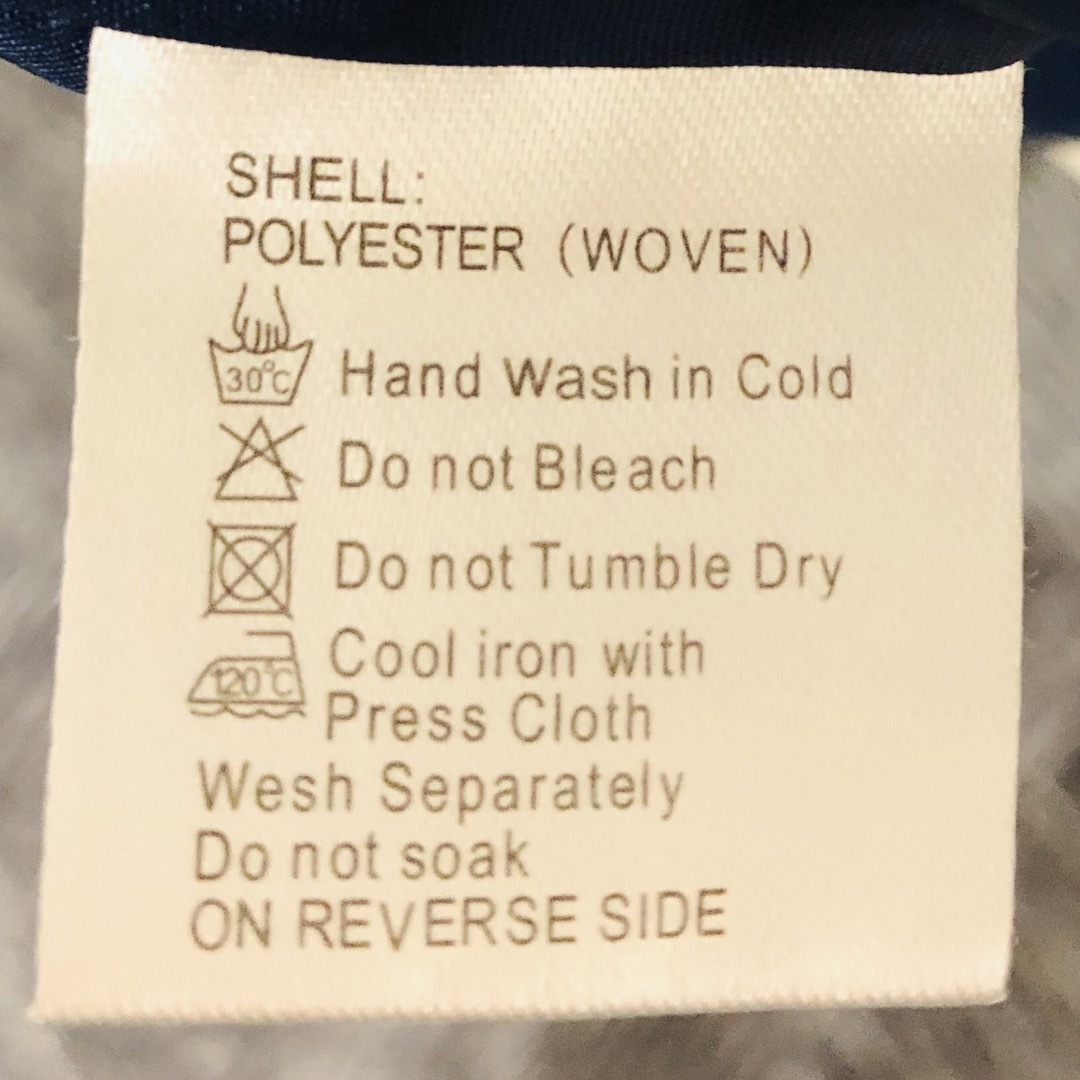 SHELL:
POLYESTER (WOVEN)
30°C Hand Wash in Cold
Do not Bleach
Do not Tumble Dry
120°C Cool iron with
Press Cloth
Wesh Separately
Do not soak
ON REVERSE SIDE